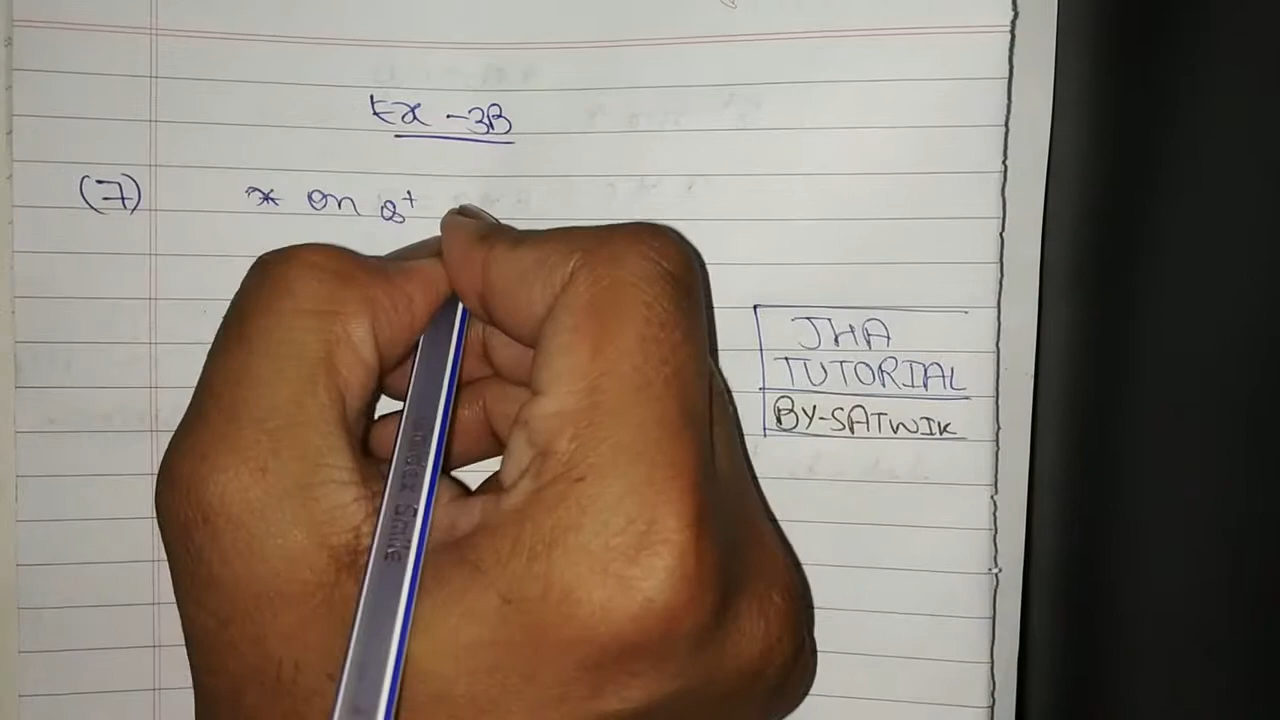 Ex - 3B
(7) * on Q+
JHA
TUTORIAL
BY-SATWIK